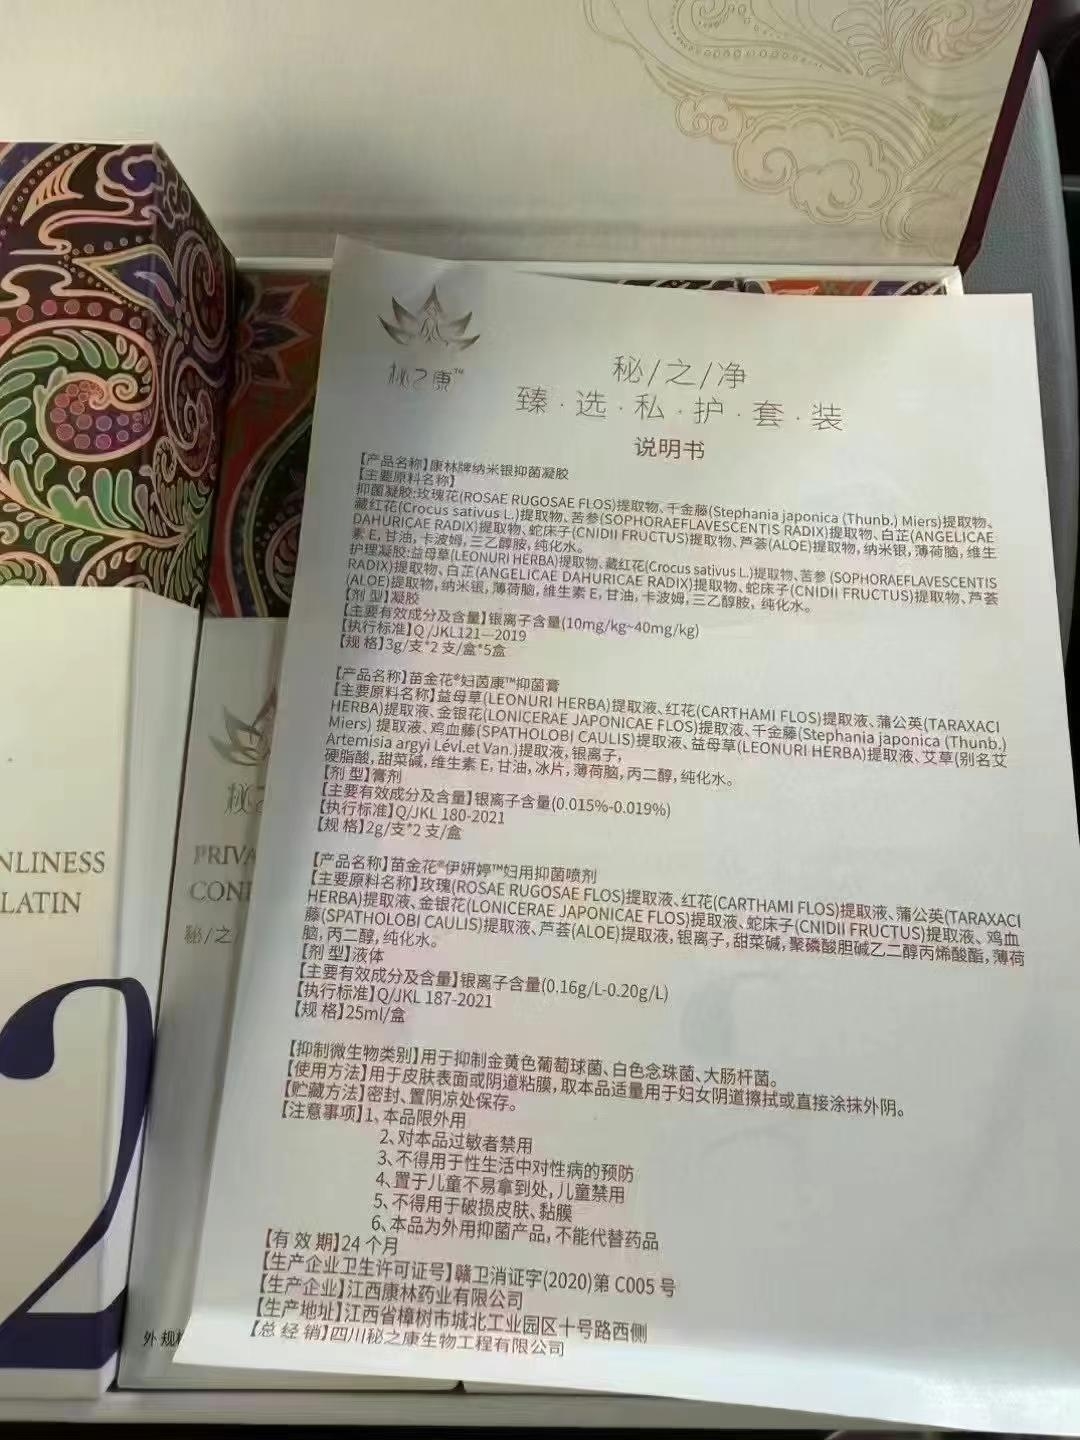 秘之康™
秘/之/净
臻·选·私·护·套·装
说明书
【产品名称】康林牌纳米银抑菌凝胶
【主要原料名称】
抑菌凝胶:玫瑰花(ROSAE RUGOSAE FLOS)提取物、千金藤(Stephania japonica (Thunb.) Miers)提取物、
藏红花(Crocus sativus L.)提取物、苦参(SOPHORAEFLAVESCENTIS RADIX)提取物、白芷(ANGELICAE
DAHURICAE RADIX)提取物、蛇床子(CNIDII FRUCTUS)提取物、芦荟(ALOE)提取物,纳米银,薄荷脑,维生
素 E,甘油,卡波姆,三乙醇胺,纯化水。
护理凝胶:益母草(LEONURI HERBA)提取物、藏红花(Crocus sativus L.)提取物、苦参(SOPHORAEFLAVESCENTIS
RADIX)提取物、白芷(ANGELICAE DAHURICAE RADIX)提取物、蛇床子(CNIDII FRUCTUS)提取物、芦荟
(ALOE)提取物,纳米银,薄荷脑,维生素 E,甘油,卡波姆,三乙醇胺, 纯化水。
【剂 型】凝胶
【主要有效成分及含量】银离子含量(10mg/kg~40mg/kg)
【执行标准】Q /JKL121—2019
【规 格】3g/支*2 支/盒*5盒
【产品名称】苗金花®妇茵康™抑菌膏
【主要原料名称】益母草(LEONURI HERBA)提取液、红花(CARTHAMI FLOS)提取液、蒲公英(TARAXACI
HERBA)提取液、金银花(LONICERAE JAPONICAE FLOS)提取液、千金藤(Stephania japonica (Thunb.)
Miers) 提取液、鸡血藤(SPATHOLOBI CAULIS)提取液、益母草(LEONURI HERBA)提取液、艾草(别名艾
Artemisia argyi Lévl.et Van.)提取液,银离子,
硬脂酸,甜菜碱,维生素 E,甘油,冰片,薄荷脑,丙二醇,纯化水。
【剂 型】膏剂
【主要有效成分及含量】银离子含量(0.015%-0.019%)
【执行标准】Q/JKL 180-2021
【规 格】2g/支*2 支/盒
【产品名称】苗金花®伊妍婷™妇用抑菌喷剂
【主要原料名称】玫瑰(ROSAE RUGOSAE FLOS)提取液、红花(CARTHAMI FLOS)提取液、蒲公英(TARAXACI
HERBA)提取液、金银花(LONICERAE JAPONICAE FLOS)提取液、蛇床子(CNIDII FRUCTUS)提取液、鸡血
藤(SPATHOLOBI CAULIS)提取液、芦荟(ALOE)提取液,银离子,甜菜碱,聚磷酸胆碱乙二醇丙烯酸酯,薄荷
脑,丙二醇,纯化水。
【剂 型】液体
【主要有效成分及含量】银离子含量(0.16g/L-0.20g/L)
【执行标准】Q/JKL 187-2021
【规 格】25ml/盒
【抑制微生物类别】用于抑制金黄色葡萄球菌、白色念珠菌、大肠杆菌。
【使用方法】用于皮肤表面或阴道粘膜,取本品适量用于妇女阴道擦拭或直接涂抹外阴。
【贮藏方法】密封、置阴凉处保存。
【注意事项】1、本品限外用
2、对本品过敏者禁用
3、不得用于性生活中对性病的预防
4、置于儿童不易拿到处,儿童禁用
5、不得用于破损皮肤、黏膜
6、本品为外用抑菌产品,不能代替药品
【有 效 期】24 个月
【生产企业卫生许可证号】赣卫消证字(2020)第 C005 号
【生产企业】江西康林药业有限公司
【生产地址】江西省樟树市城北工业园区十号路西侧
【总 经 销】四川秘之康生物工程有限公司
NLINESS
LATIN
2
秘之
PRIVA
CON
秘/之/
外 规